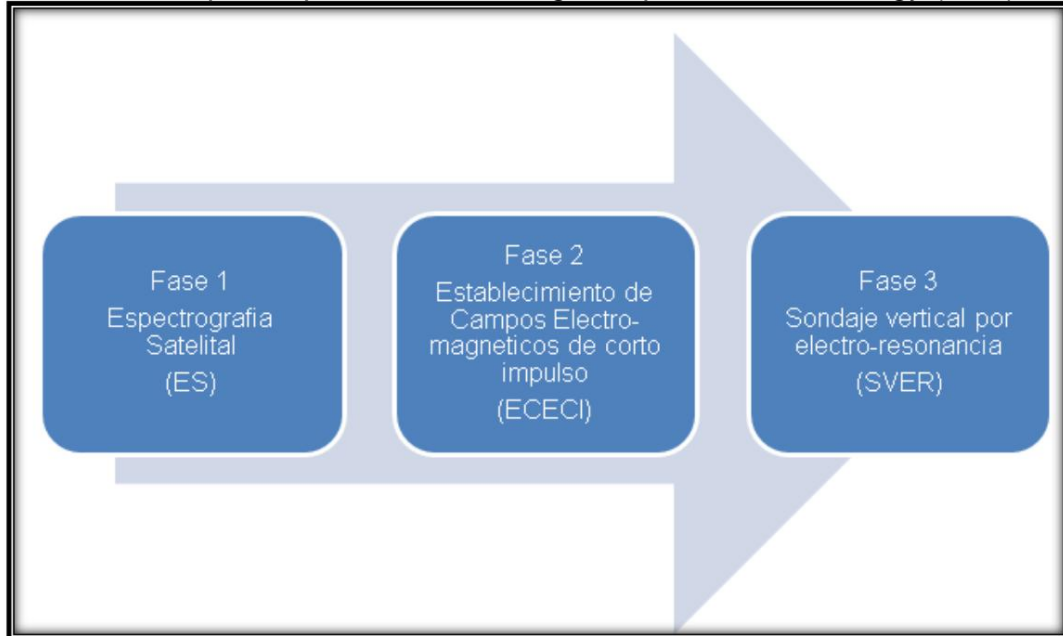 Fase 1
Espectrografia
Satelital
(ES)
Fase 2
Establecimiento de
Campos Electro-
magneticos de corto
impulso
(ECECI)
Fase 3
Sondaje vertical por
electro-resonancia
(SVER)